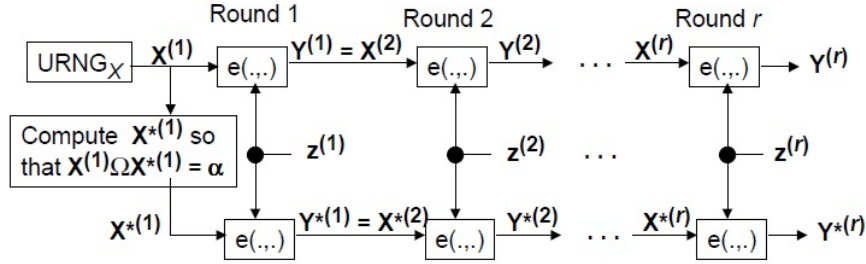 Round 1 Round 2 Round r
URNG_X X^(1) e(.,.) Y^(1) = X^(2) e(.,.) Y^(2) . . . X^(r) e(.,.) Y^(r)
Compute X*^(1) so
that X^(1)ΩX*^(1) = α
z^(1) z^(2) . . . z^(r)
X*^(1) e(.,.) Y*^(1) = X*^(2) e(.,.) Y*^(2) . . . X*^(r) e(.,.) Y*^(r)